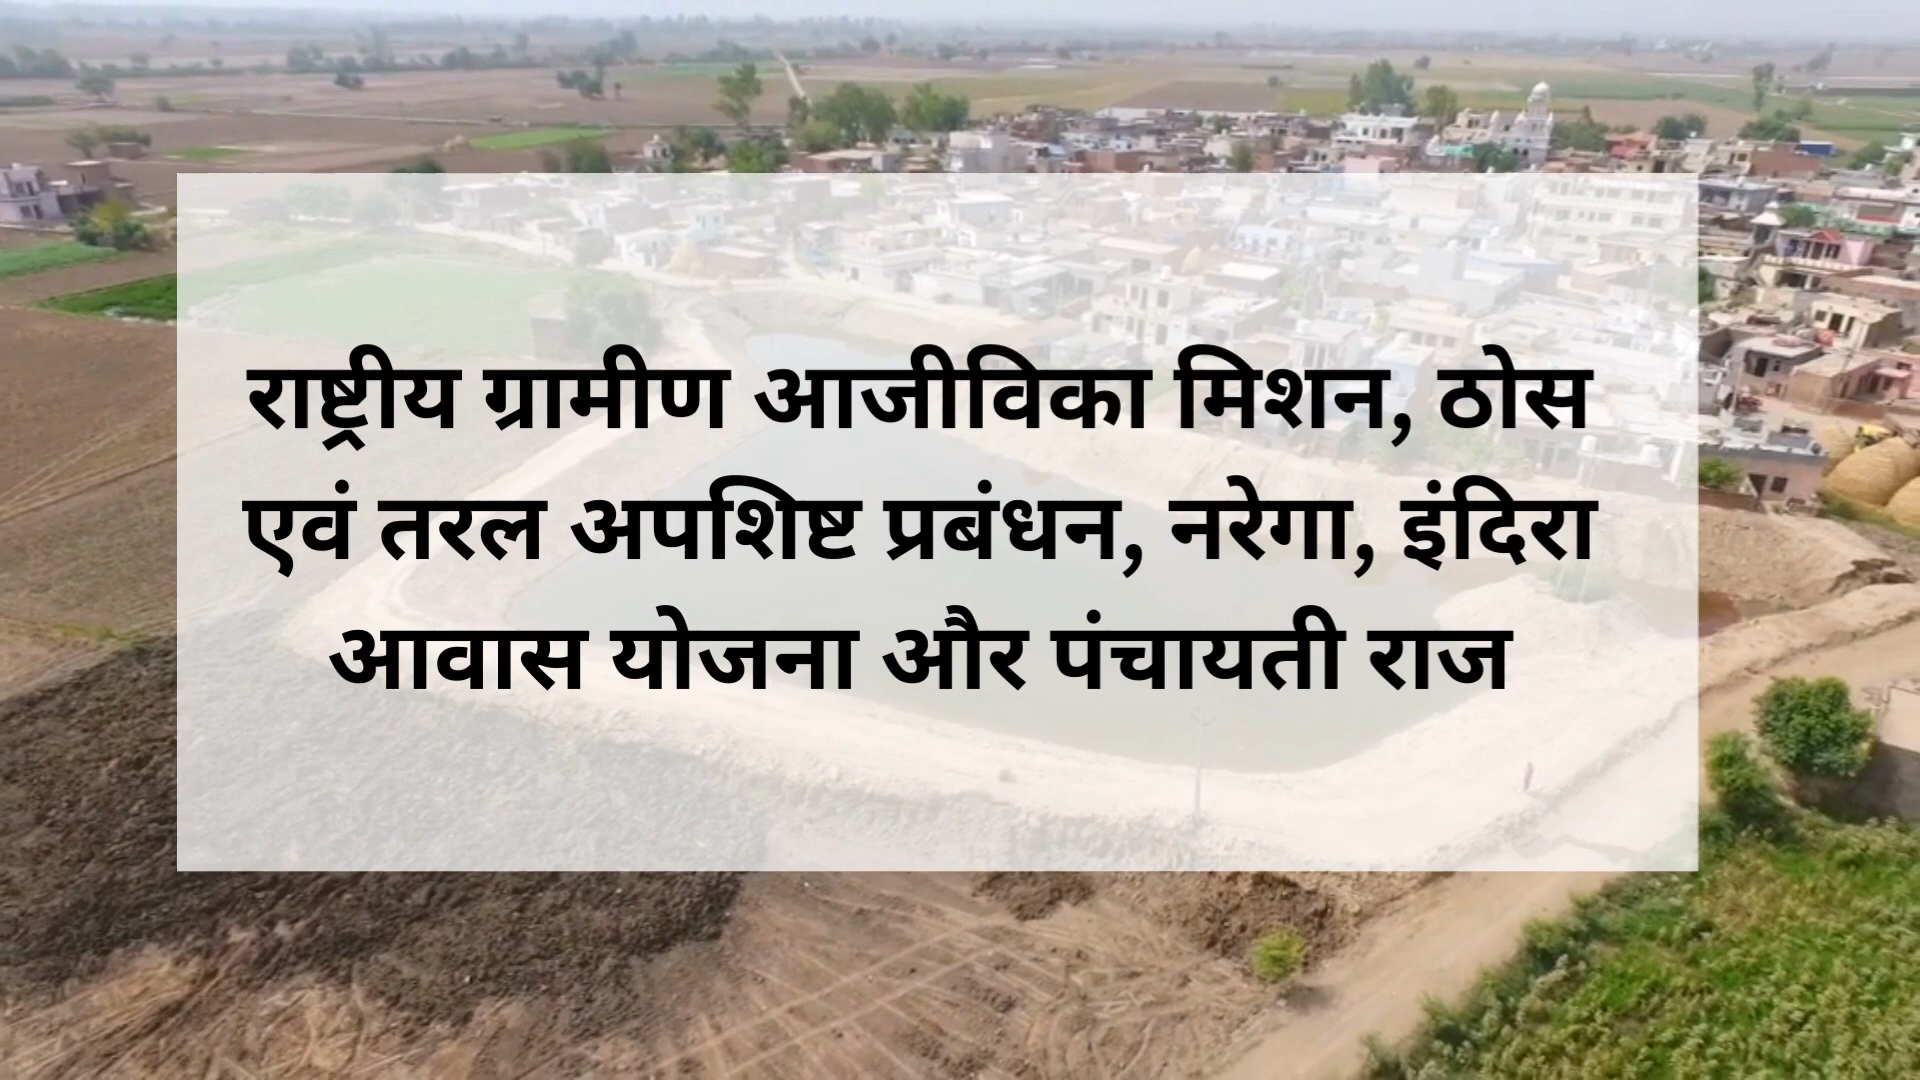 राष्ट्रीय ग्रामीण आजीविका मिशन, ठोस
एवं तरल अपशिष्ट प्रबंधन, नरेगा, इंदिरा
आवास योजना और पंचायती राज